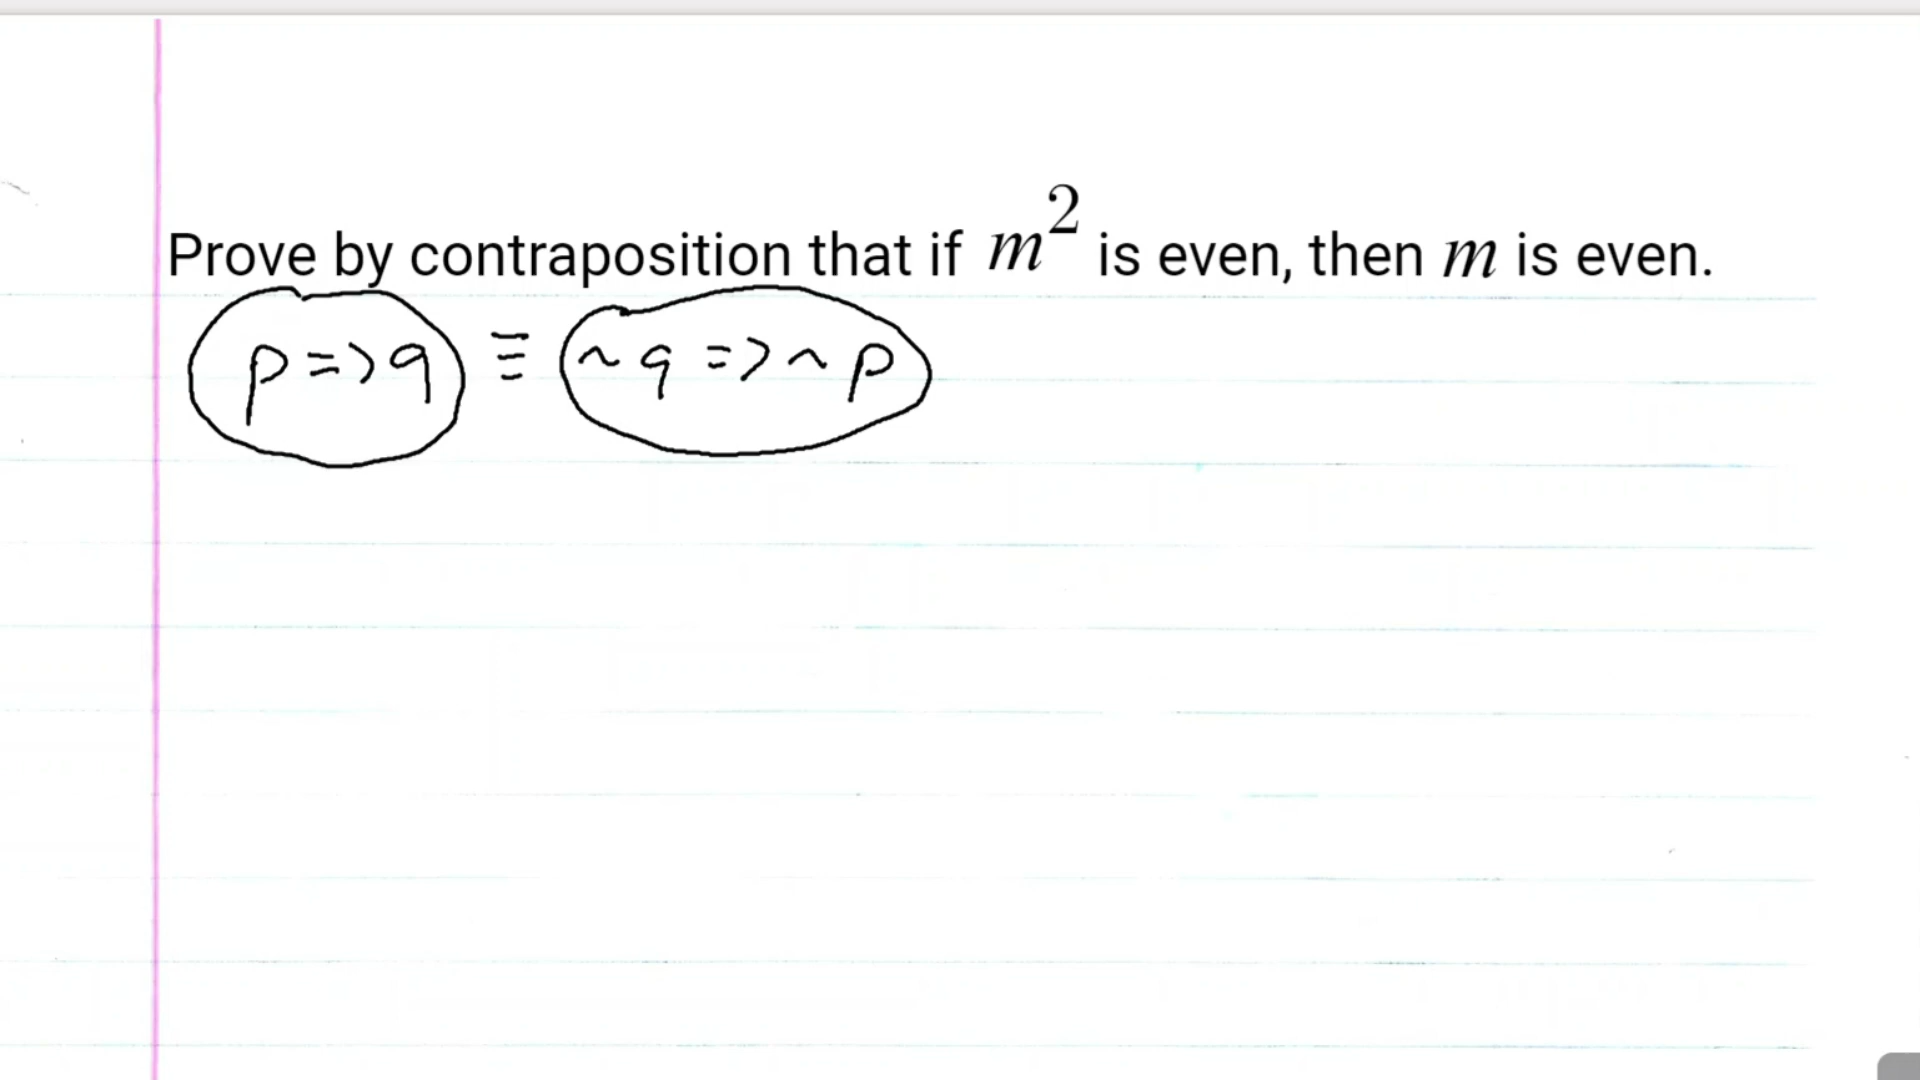 Prove by contraposition that if m² is even, then m is even.
p => q ≡ ~q => ~p